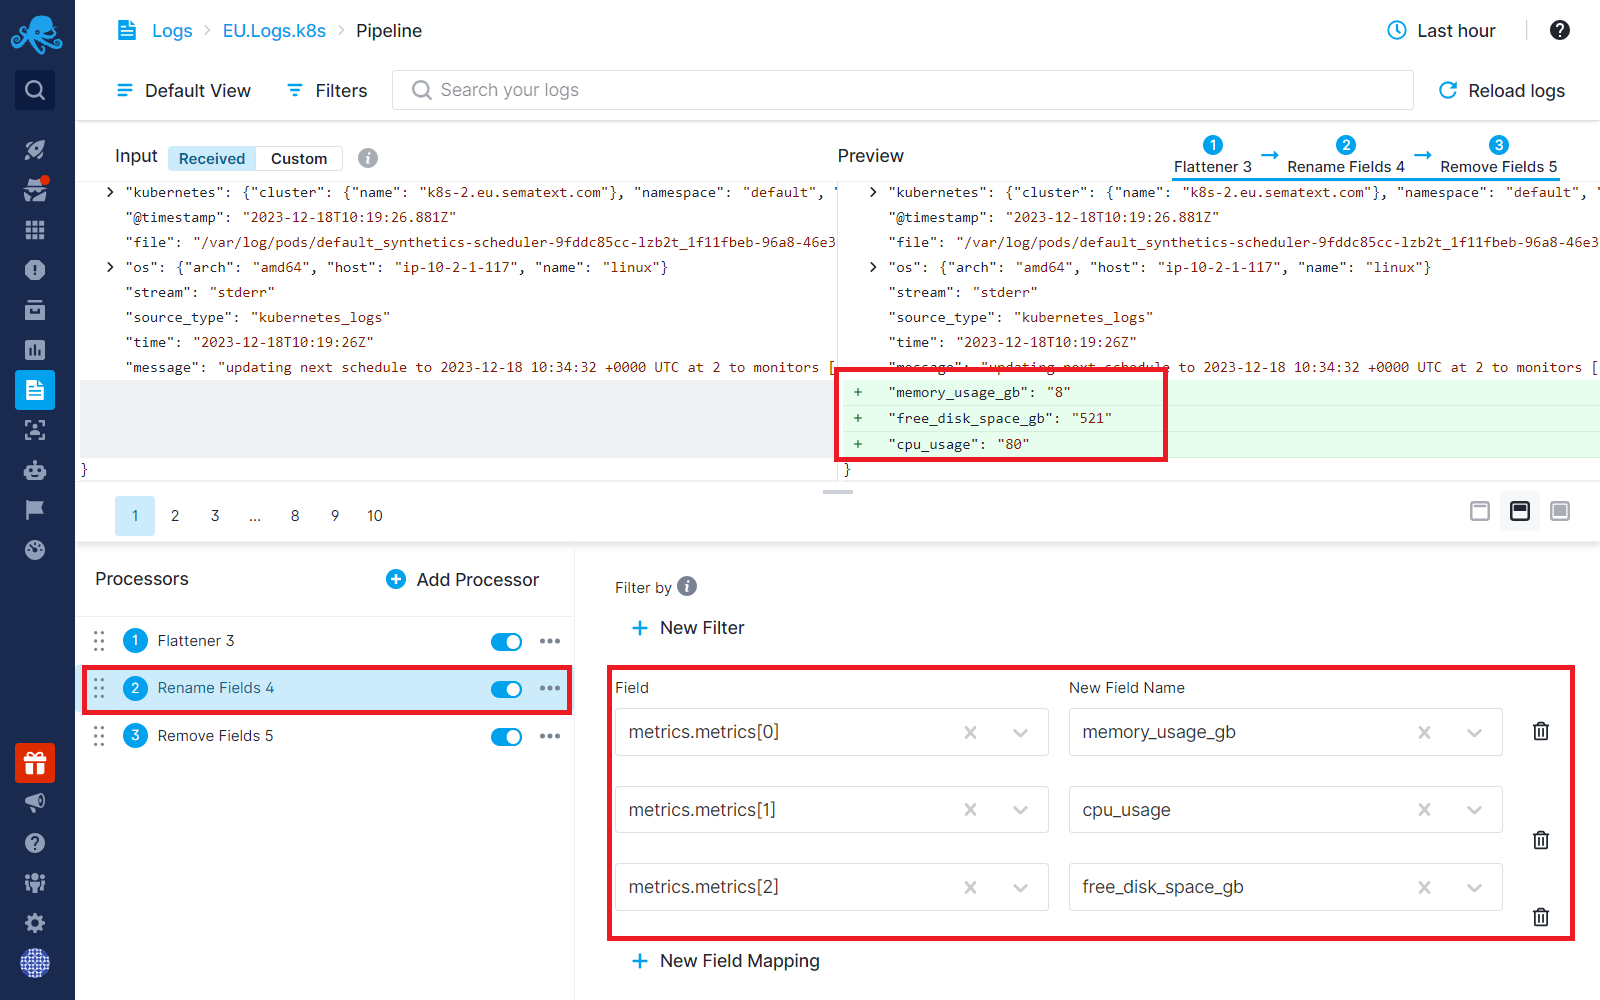 Logs > EU.Logs.k8s > Pipeline
Last hour
Default View
Filters
Search your logs
Reload logs
Input
Received
Custom
Preview
1
Flattener 3
2
Rename Fields 4
3
Remove Fields 5
"kubernetes": {"cluster": {"name": "k8s-2.eu.sematext.com"}, "namespace": "default", "
"@timestamp": "2023-12-18T10:19:26.881Z"
"file": "/var/log/pods/default_synthetics-scheduler-9fddc85cc-lzb2t_1f11fbeb-96a8-46e3
"os": {"arch": "amd64", "host": "ip-10-2-1-117", "name": "linux"}
"stream": "stderr"
"source_type": "kubernetes_logs"
"time": "2023-12-18T10:19:26Z"
"message": "updating next schedule to 2023-12-18 10:34:32 +0000 UTC at 2 to monitors [
}
"kubernetes": {"cluster": {"name": "k8s-2.eu.sematext.com"}, "namespace": "default", "
"@timestamp": "2023-12-18T10:19:26.881Z"
"file": "/var/log/pods/default_synthetics-scheduler-9fddc85cc-lzb2t_1f11fbeb-96a8-46e3
"os": {"arch": "amd64", "host": "ip-10-2-1-117", "name": "linux"}
"stream": "stderr"
"source_type": "kubernetes_logs"
"time": "2023-12-18T10:19:26Z"
"message": "updating next schedule to 2023-12-18 10:34:32 +0000 UTC at 2 to monitors [
+ "memory_usage_gb": "8"
+ "free_disk_space_gb": "521"
+ "cpu_usage": "80"
}
1 2 3 ... 8 9 10
Processors
Add Processor
1 Flattener 3
2 Rename Fields 4
3 Remove Fields 5
Filter by
New Filter
Field
New Field Name
metrics.metrics[0]
memory_usage_gb
metrics.metrics[1]
cpu_usage
metrics.metrics[2]
free_disk_space_gb
New Field Mapping